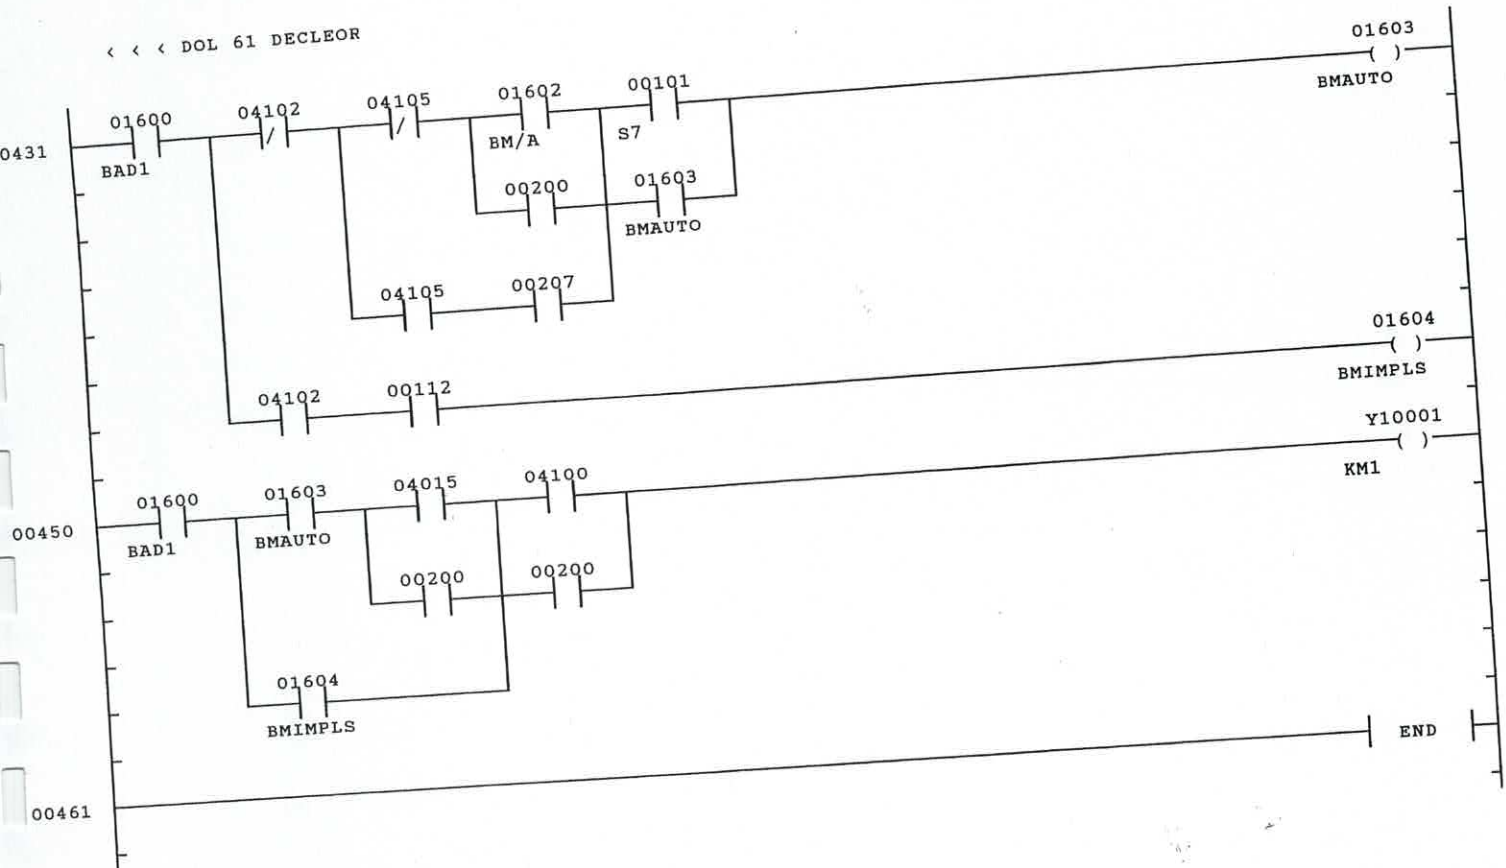 < < < DOL 61 DECLEOR
01603
BMAUTO
0431
01600
BAD1
04102
04105
01602
BM/A
00101
S7
00200
01603
BMAUTO
04105
00207
01604
BMIMPLS
04102
00112
Y10001
KM1
00450
01600
BAD1
01603
BMAUTO
04015
04100
00200
00200
01604
BMIMPLS
00461
END